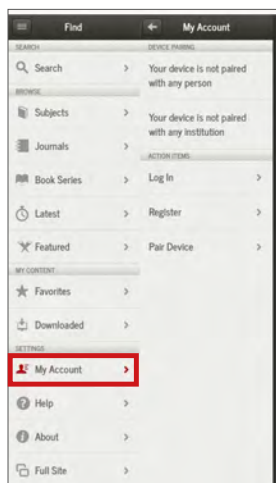 Find
SEARCH
Search
BROWSE
Subjects
Journals
Book Series
Latest
Featured
MY CONTENT
Favorites
Downloaded
SETTINGS
My Account
Help
About
Full Site
My Account
DEVICE PAIRING
Your device is not paired
with any person
Your device is not paired
with any institution
ACTION ITEMS
Log In
Register
Pair Device